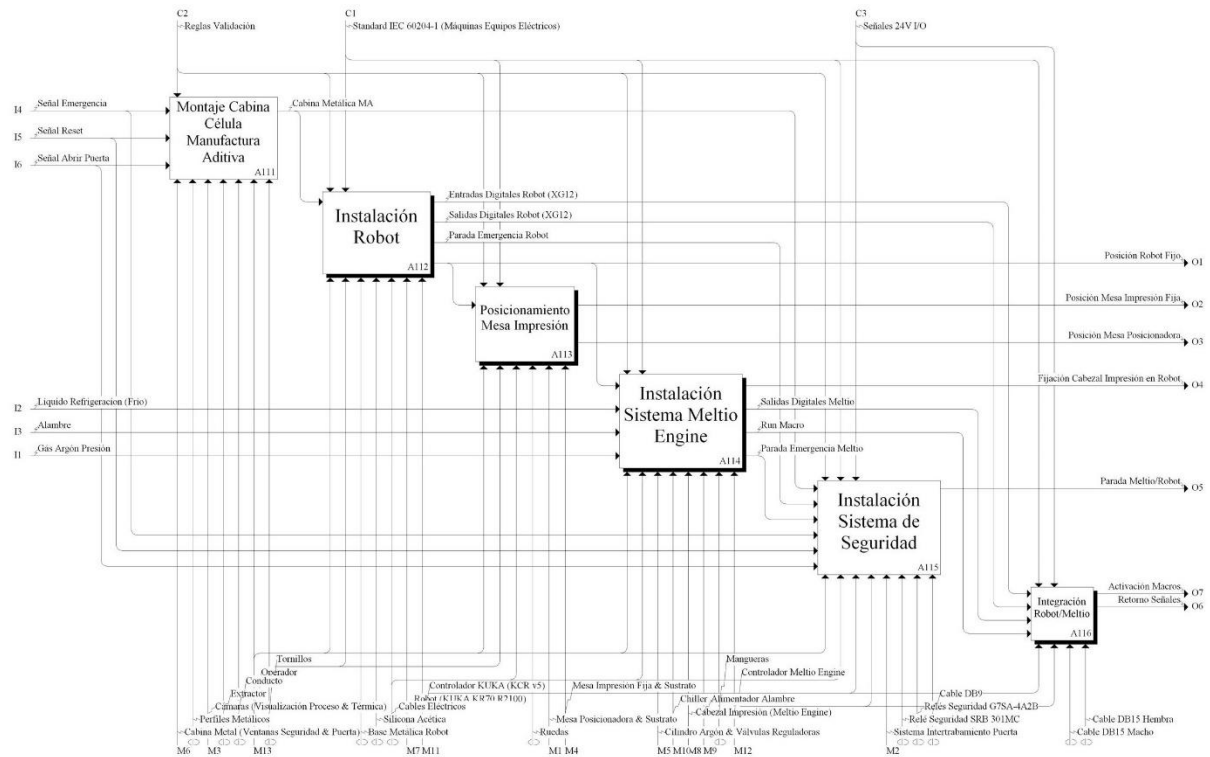 C2
C1
C3
Reglas Validación
Standard IEC 60204-1 (Máquinas Equipos Eléctricos)
Señales 24V I/O
I4
Señal Emergencia
I5
Señal Reset
I6
Señal Abrir Puerta
Montaje Cabina
Célula
Manufactura
Aditiva
A111
Cabina Metálica MA
Instalación
Robot
A112
Entradas Digitales Robot (XG12)
Salidas Digitales Robot (XG12)
Parada Emergencia Robot
Posición Robot Fijo
O1
Posicionamiento
Mesa Impresión
A113
Posición Mesa Impresión Fija
O2
Posición Mesa Posicionadora
O3
Instalación
Sistema Meltio
Engine
A114
Fijación Cabezal Impresión en Robot
O4
I2
Líquido Refrigeracion (Frío)
I3
Alambre
I1
Gas Argón Presión
Salidas Digitales Meltio
Run Macro
Parada Emergencia Meltio
Instalación
Sistema de
Seguridad
A115
Parada Meltio/Robot
O5
Integración
Robot/Meltio
A116
Activación Macros
O7
Retorno Señales
O6
Tornillos
Operador
Conducto
Extractor
Cámaras (Visualización Proceso & Térmica)
Perfiles Metálicos
Cabina Metal (Ventanas Seguridad & Puerta)
Controlador KUKA (KCR v5)
Robot (KUKA KR70 R2100)
Cables Eléctricos
Silicona Acética
Base Metálica Robot
Mesa Impresión Fija & Sustrato
Mesa Posicionadora & Sustrato
Ruedas
Mangueras
Controlador Meltio Engine
Chiller
Alimentador Alambre
Cabezal Impresión (Meltio Engine)
Cilindro Argón & Válvulas Reguladoras
Cable DB9
Relés Seguridad G7SA-4A2B
Relé Seguridad SRB 301MC
Sistema Intertrabamiento Puerta
Cable DB15 Hembra
Cable DB15 Macho
M6
M3
M13
M7
M11
M1
M4
M5
M10
M8
M9
M12
M2